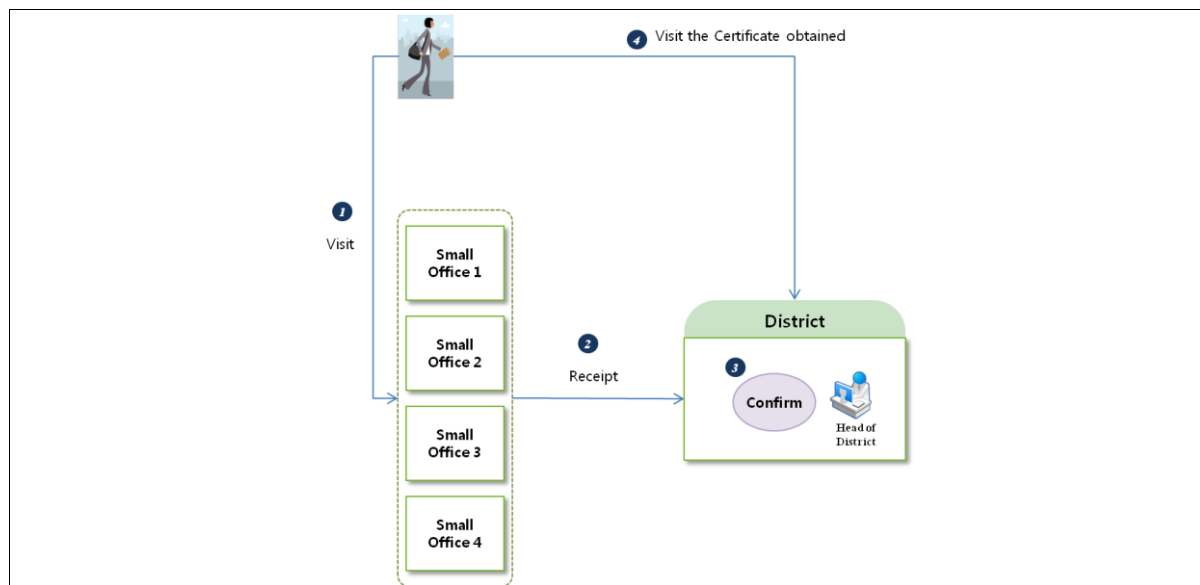 4 Visit the Certificate obtained
1
Visit
Small
Office 1
Small
Office 2
Small
Office 3
Small
Office 4
2
Receipt
District
3
Confirm
Head of
District